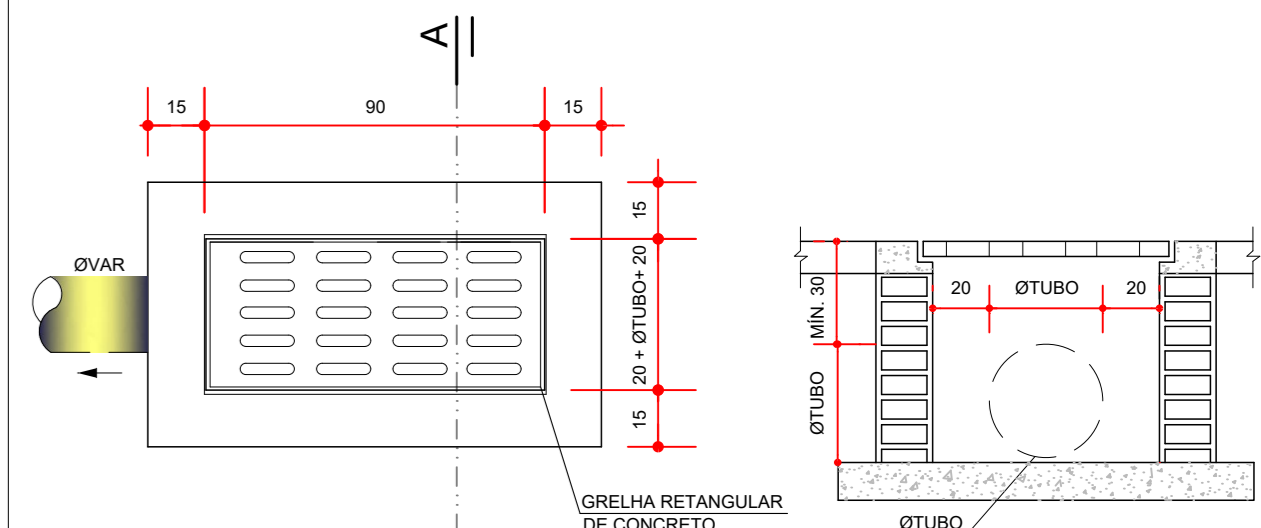 A
15
90
15
ØVAR
15
20 + ØTUBO+ 20
15
GRELHA RETANGULAR
DE CONCRETO
MÍN. 30
ØTUBO
20
ØTUBO
20
ØTUBO